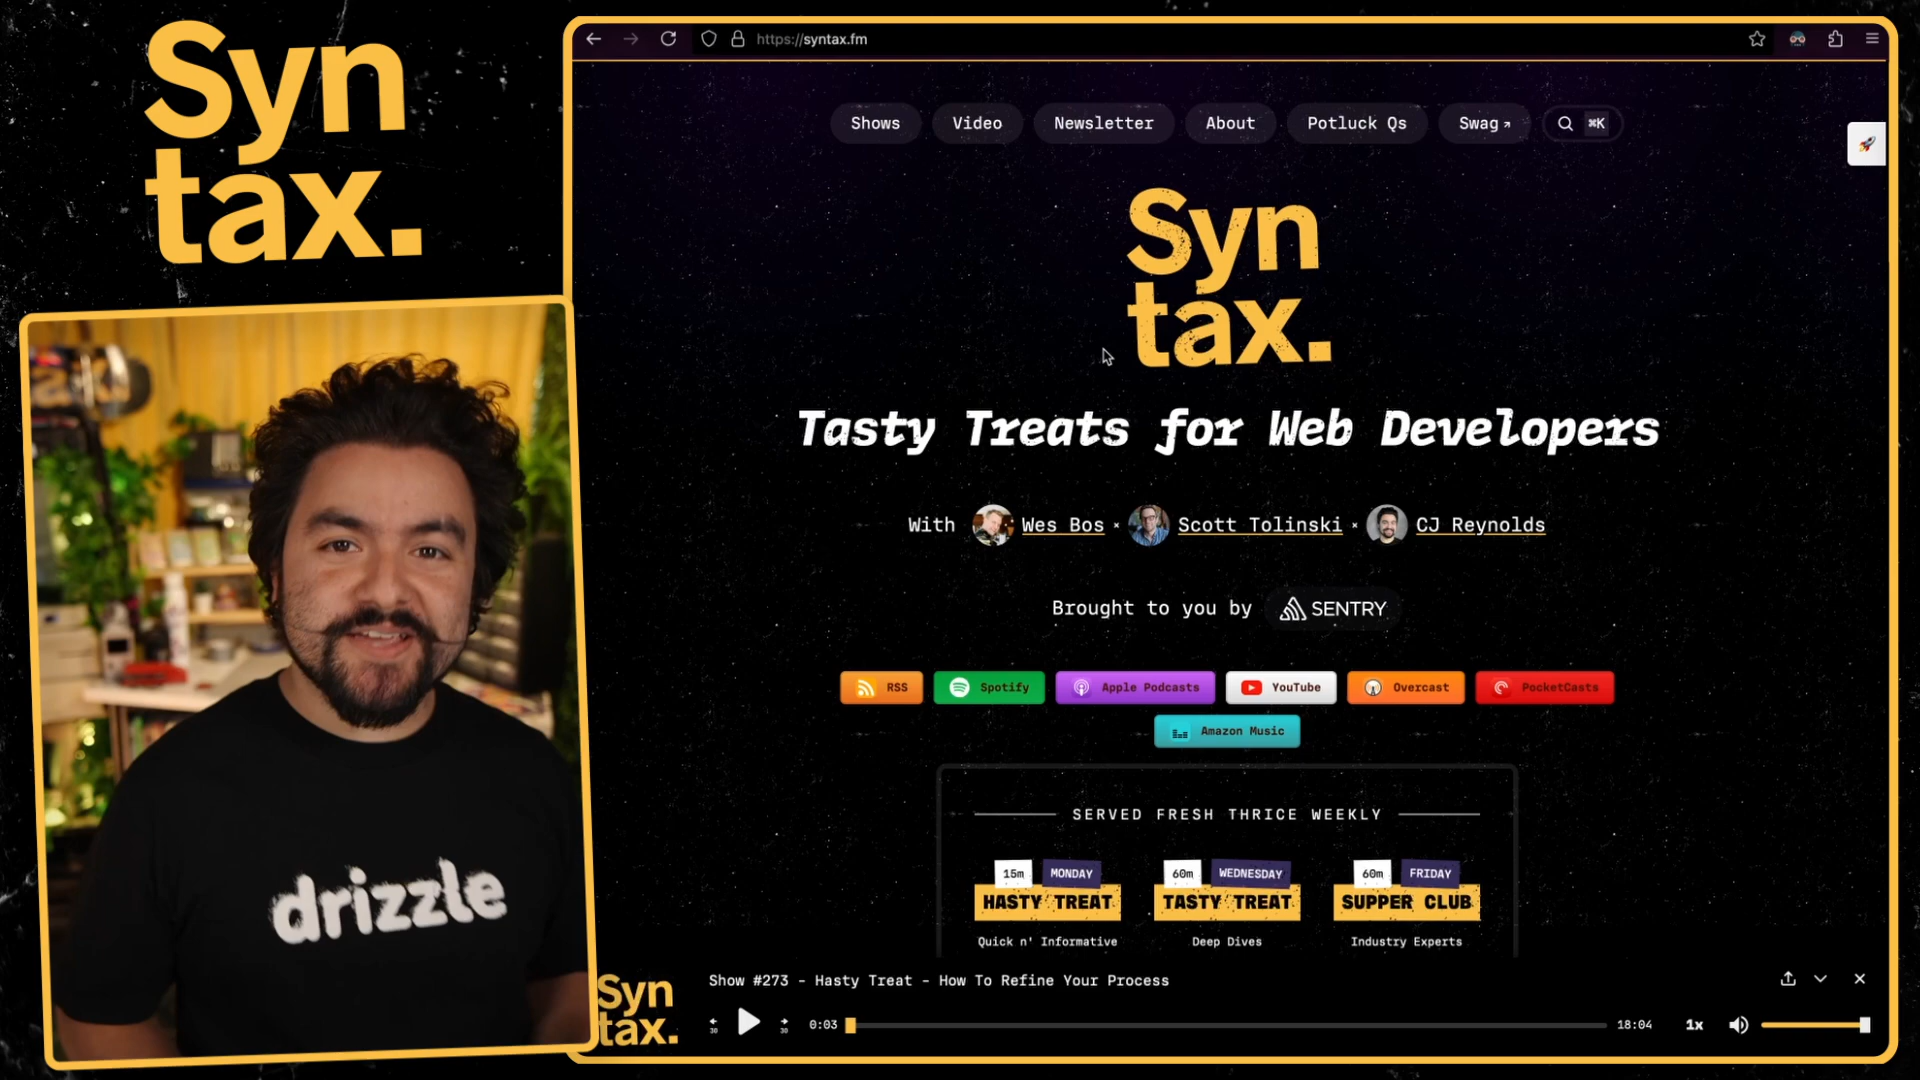 Syn
tax.
drizzle
https://syntax.fm
Shows Video Newsletter About Potluck Qs Swag ↗ ⌘K
Syn
tax.
Tasty Treats for Web Developers
With Wes Bos × Scott Tolinski × CJ Reynolds
Brought to you by SENTRY
RSS Spotify Apple Podcasts YouTube Overcast PocketCasts
Amazon Music
SERVED FRESH THRICE WEEKLY
15m MONDAY 60m WEDNESDAY 60m FRIDAY
HASTY TREAT TASTY TREAT SUPPER CLUB
Quick n' Informative Deep Dives Industry Experts
Syn
tax.
Show #273 - Hasty Treat - How To Refine Your Process
30 30 0:03 18:04 1x